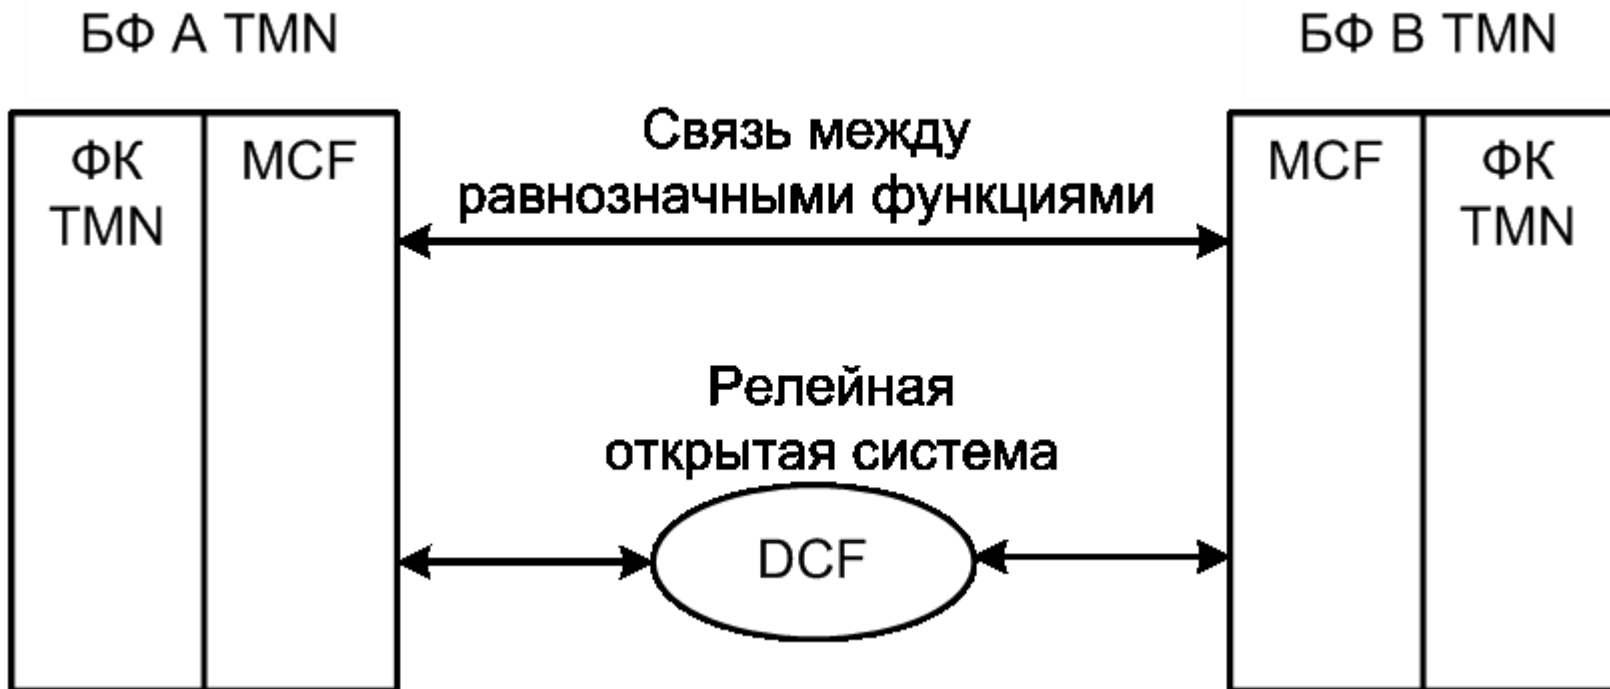 БФ А TMN
БФ В TMN
ФК
TMN
MCF
Связь между
равнозначными функциями
MCF
ФК
TMN
Релейная
открытая система
DCF